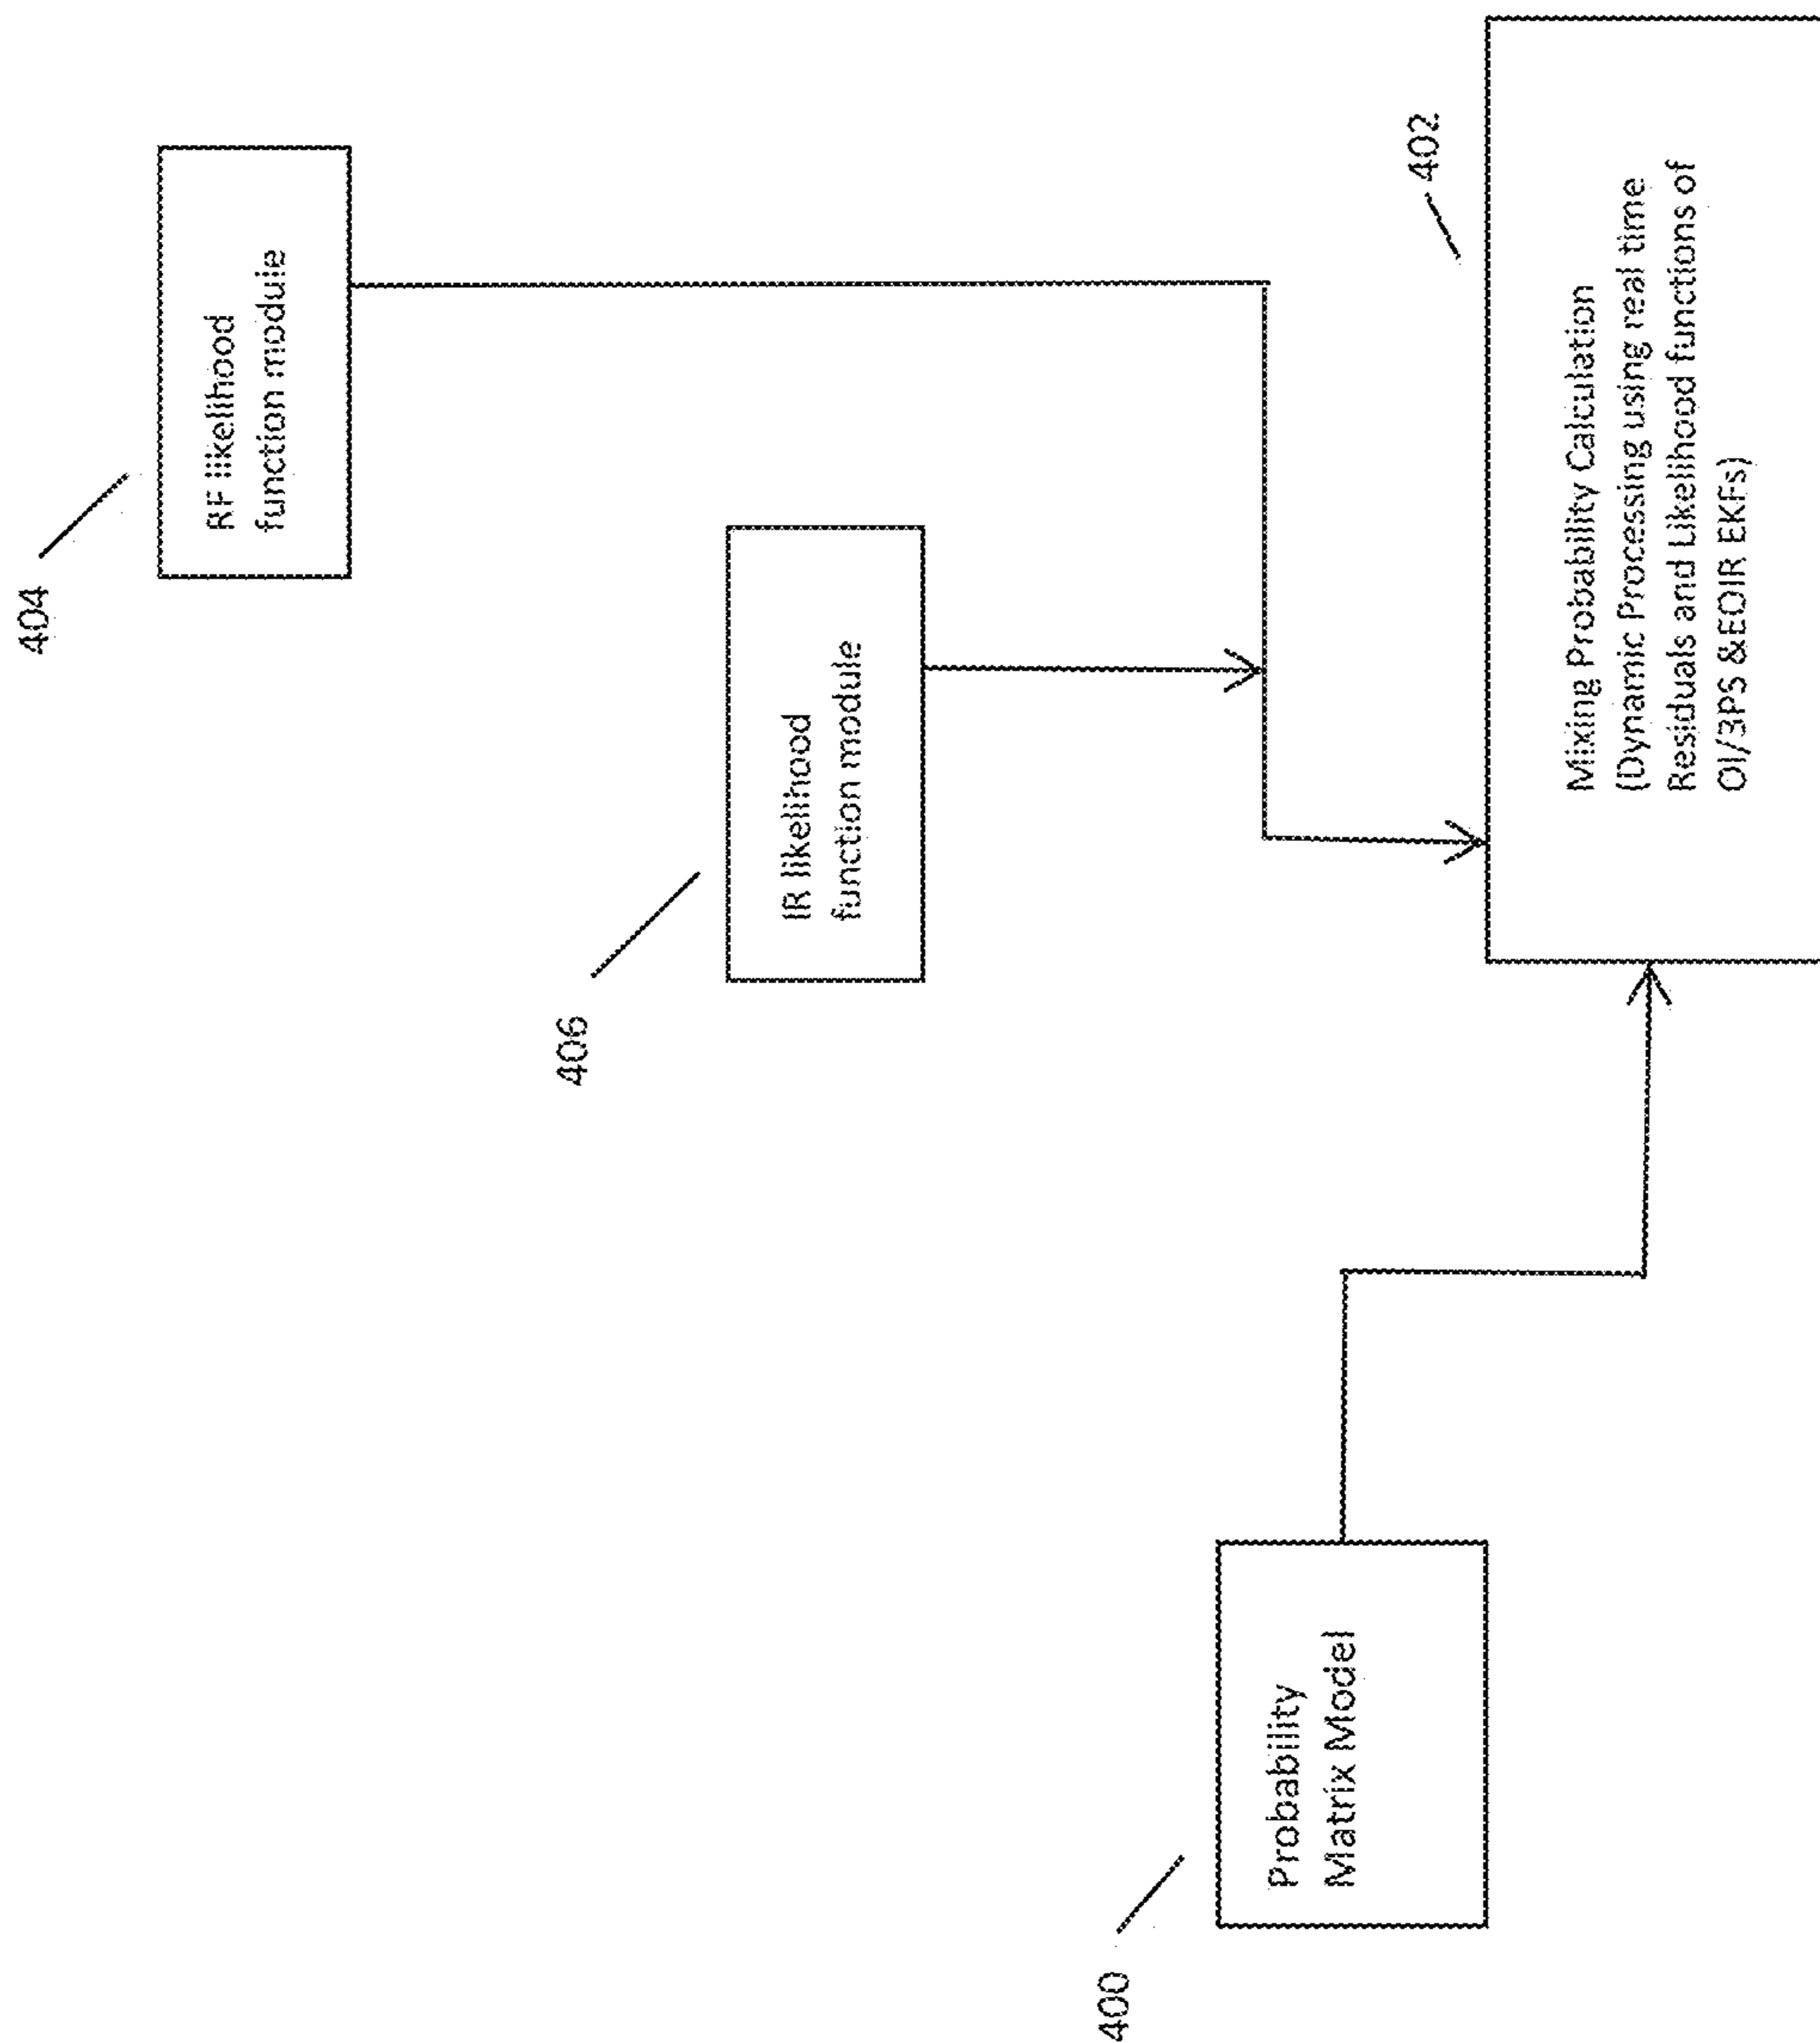 404
RF likelihood
function module
406
IR likelihood
function module
402
Mixing Probability Calculation
(Dynamic Processing using real time
Residuals and Likelihood functions of
OI/3PS &EOIR EKFs)
400
Probability
Matrix Model